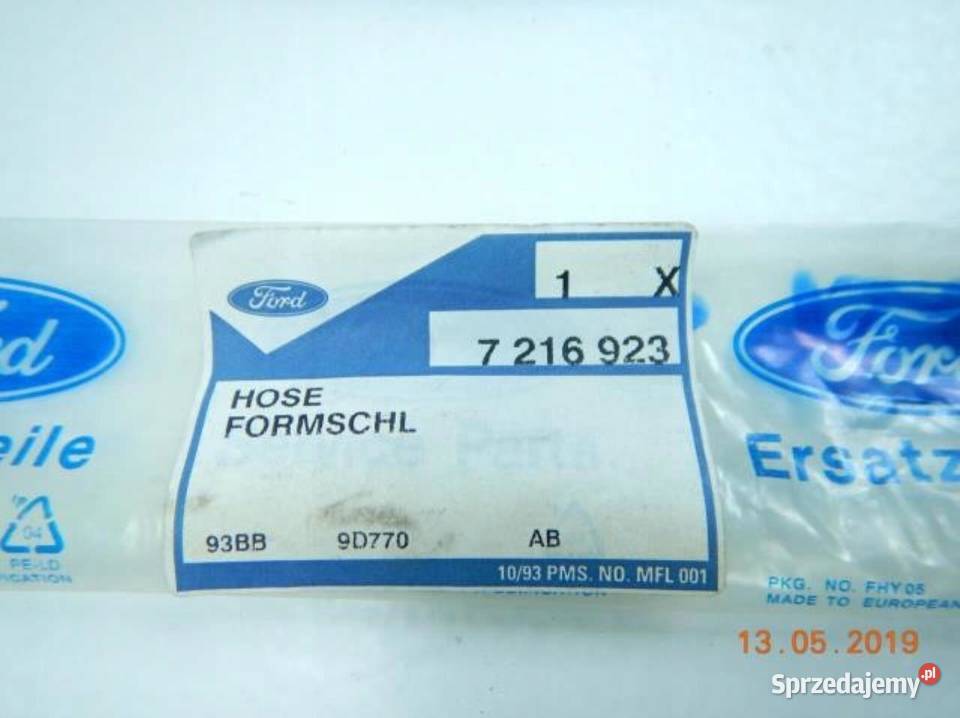 1 X
Ford
7 216 923
HOSE
FORMSCHL
93BB 9D770 AB
10/93 PMS. NO. MFL 001
Ford
Ersatz
eile
04
PE-LD
PKG. NO. FHY05
MADE TO EUROPEAN
13.05.2019
Sprzedajemy.pl